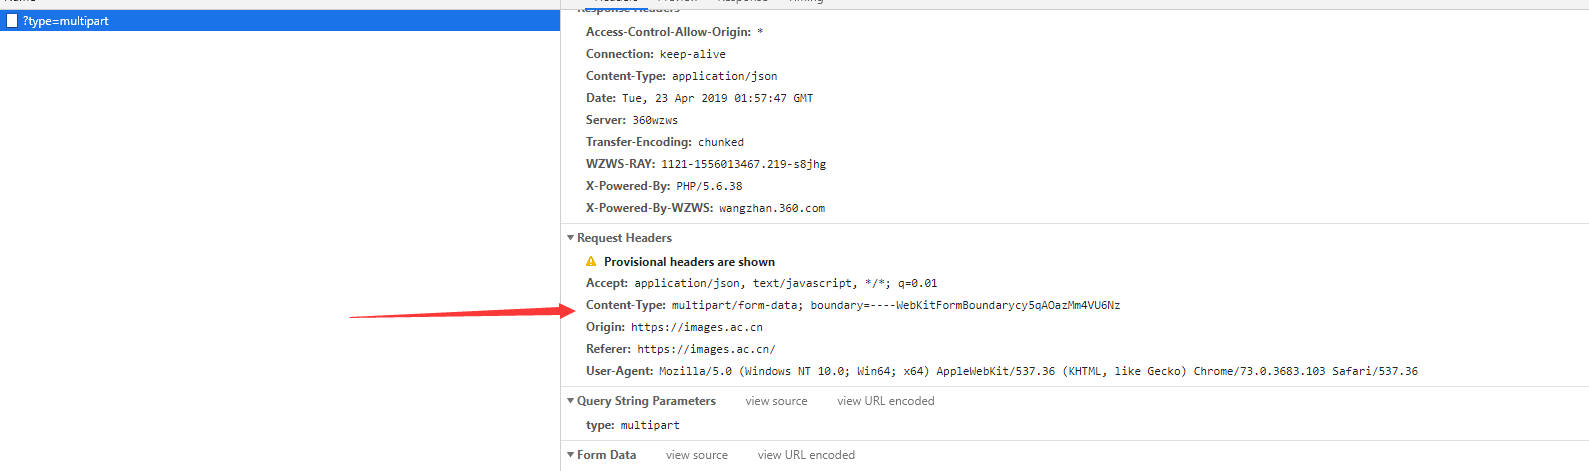 ?type=multipart
Response Headers
Access-Control-Allow-Origin: *
Connection: keep-alive
Content-Type: application/json
Date: Tue, 23 Apr 2019 01:57:47 GMT
Server: 360wzws
Transfer-Encoding: chunked
WZWS-RAY: 1121-1556013467.219-s8jhg
X-Powered-By: PHP/5.6.38
X-Powered-By-WZWS: wangzhan.360.com
Request Headers
Provisional headers are shown
Accept: application/json, text/javascript, */*; q=0.01
Content-Type: multipart/form-data; boundary=----WebKitFormBoundarycy5qAOazMm4VU6Nz
Origin: https://images.ac.cn
Referer: https://images.ac.cn/
User-Agent: Mozilla/5.0 (Windows NT 10.0; Win64; x64) AppleWebKit/537.36 (KHTML, like Gecko) Chrome/73.0.3683.103 Safari/537.36
Query String Parameters view source view URL encoded
type: multipart
Form Data view source view URL encoded